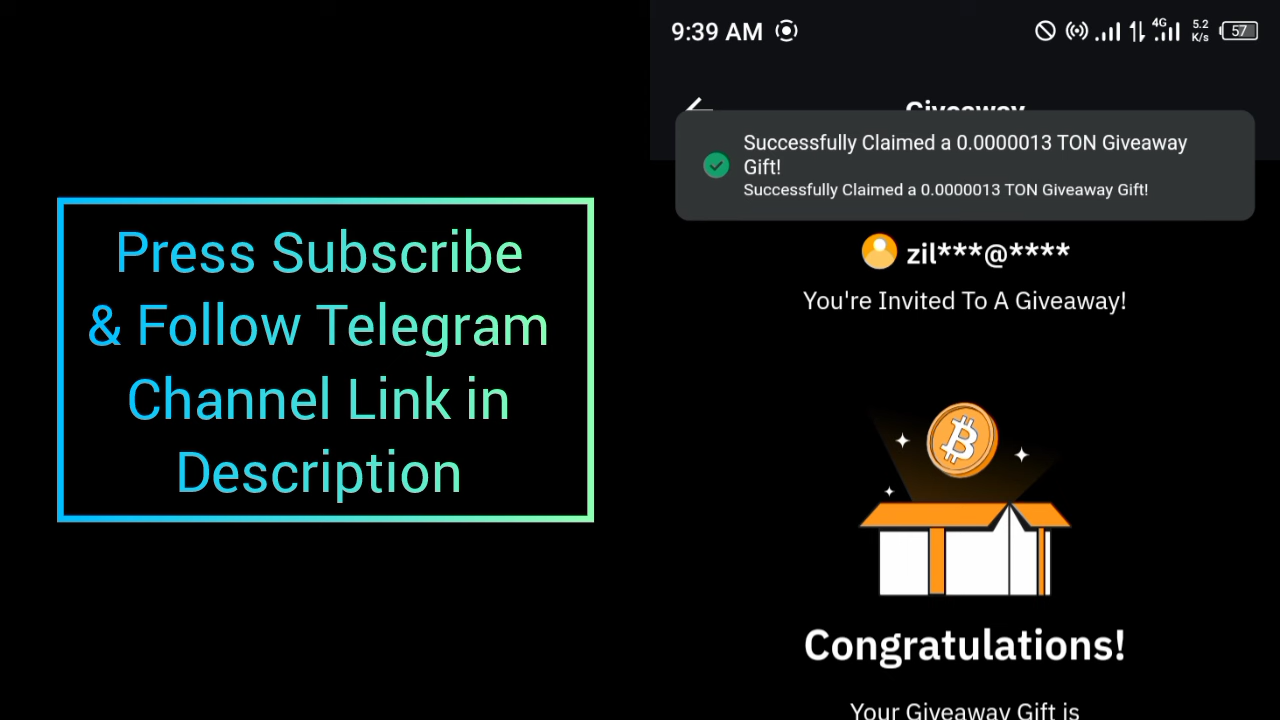 Press Subscribe
& Follow Telegram
Channel Link in
Description
9:39 AM
4G
5.2
K/s
57
Giveaway
Successfully Claimed a 0.0000013 TON Giveaway
Gift!
Successfully Claimed a 0.0000013 TON Giveaway Gift!
zil***@****
You're Invited To A Giveaway!
Congratulations!
Your Giveaway Gift is